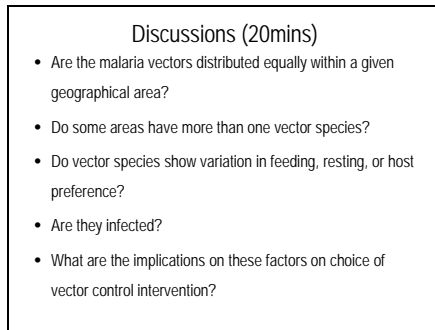 Discussions (20mins)
• Are the malaria vectors distributed equally within a given
geographical area?
• Do some areas have more than one vector species?
• Do vector species show variation in feeding, resting, or host
preference?
• Are they infected?
• What are the implications on these factors on choice of
vector control intervention?